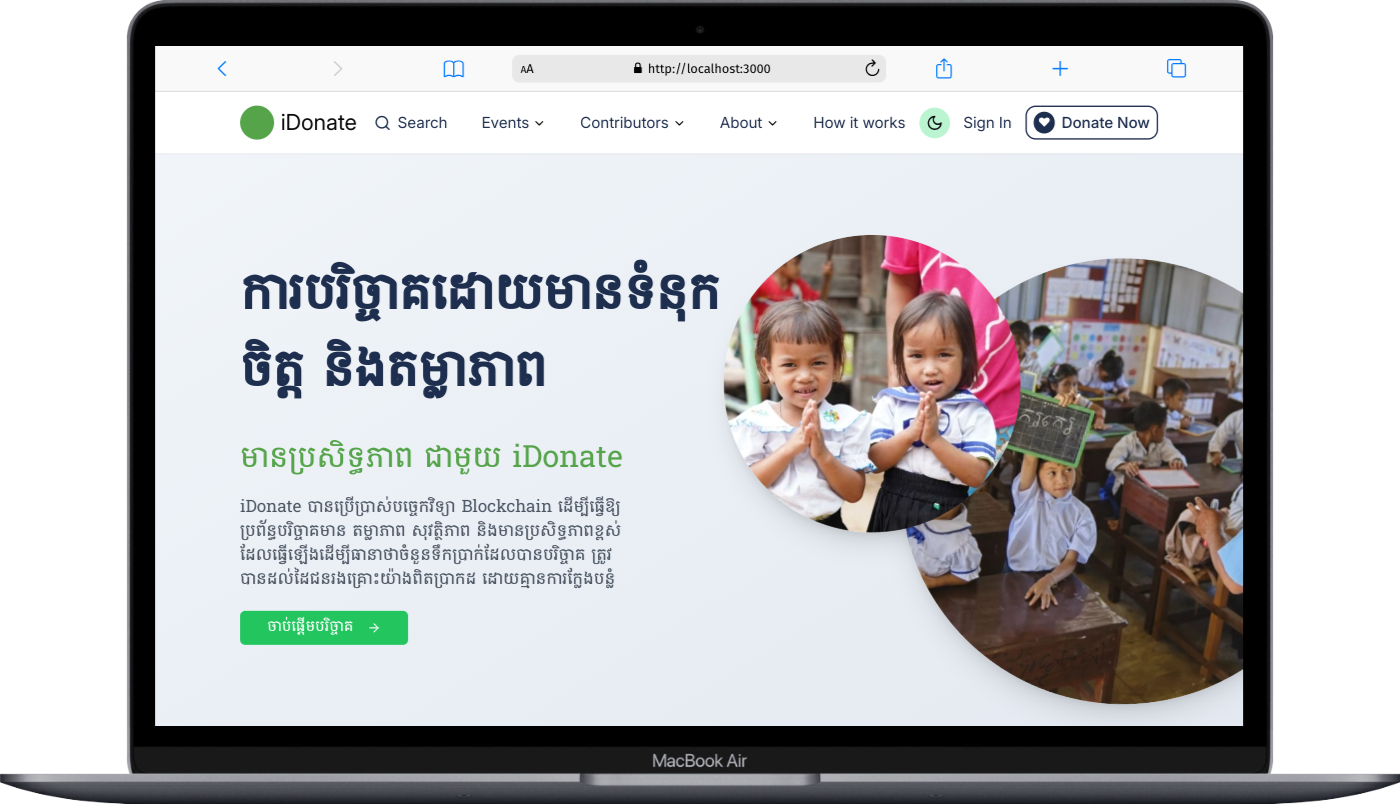 AA
http://localhost:3000
iDonate
Search
Events
Contributors
About
How it works
Sign In
Donate Now
ការបរិច្ចាគដោយមានទំនុក
ចិត្ត និងតម្លាភាព
មានប្រសិទ្ធភាព ជាមួយ iDonate
iDonate បានប្រើប្រាស់បច្ចេកវិទ្យា Blockchain ដើម្បីធ្វើឱ្យ
ប្រព័ន្ធបរិច្ចាគមាន តម្លាភាព សុវត្ថិភាព និងមានប្រសិទ្ធភាពខ្ពស់
ដែលធ្វើឡើងដើម្បីធានាថាចំនួនទឹកប្រាក់ដែលបានបរិច្ចាគ ត្រូវ
បានដល់ដៃជនរងគ្រោះយ៉ាងពិតប្រាកដ ដោយគ្មានការក្លែងបន្លំ
ចាប់ផ្តើមបរិច្ចាគ
MacBook Air